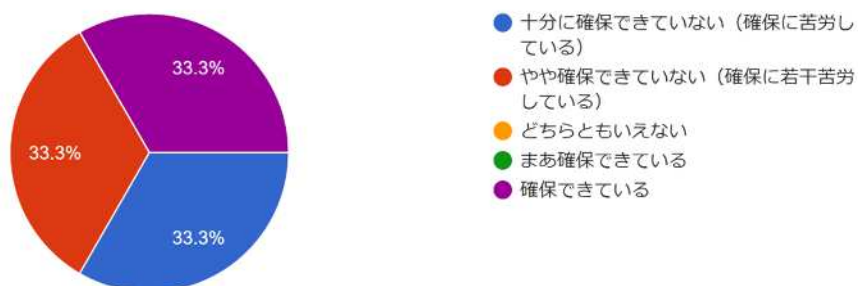 33.3%
33.3%
33.3%
十分に確保できていない（確保に苦労し
ている）
やや確保できていない（確保に若干苦労
している）
どちらともいえない
まあ確保できている
確保できている